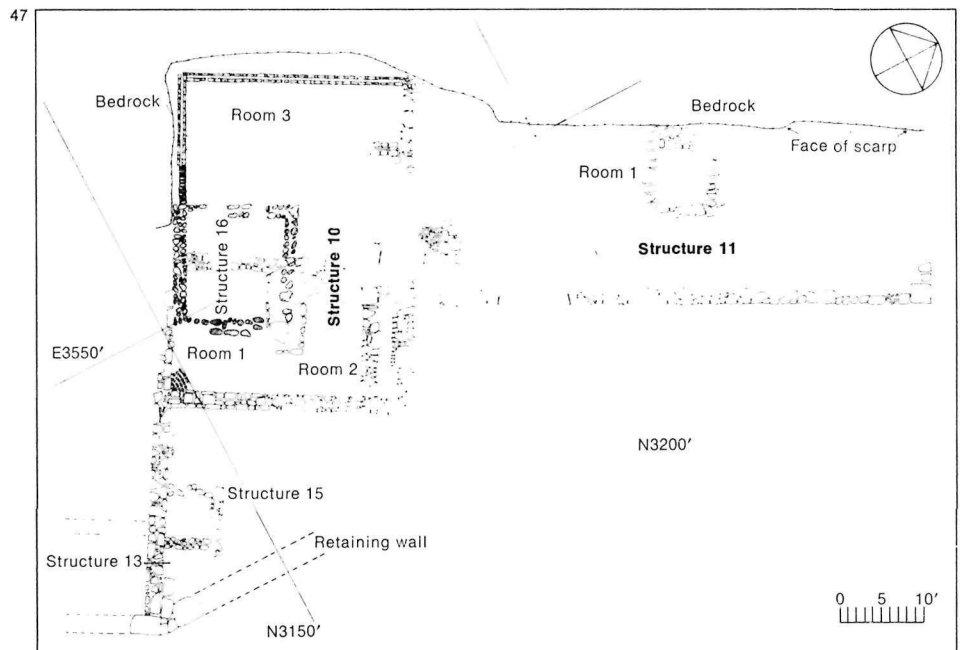 47
Bedrock
Room 3
Bedrock
Face of scarp
Room 1
Structure 16
Structure 10
Structure 11
E3550′
Room 1
Room 2
N3200′
Structure 15
Retaining wall
Structure 13
0 5 10′
N3150′